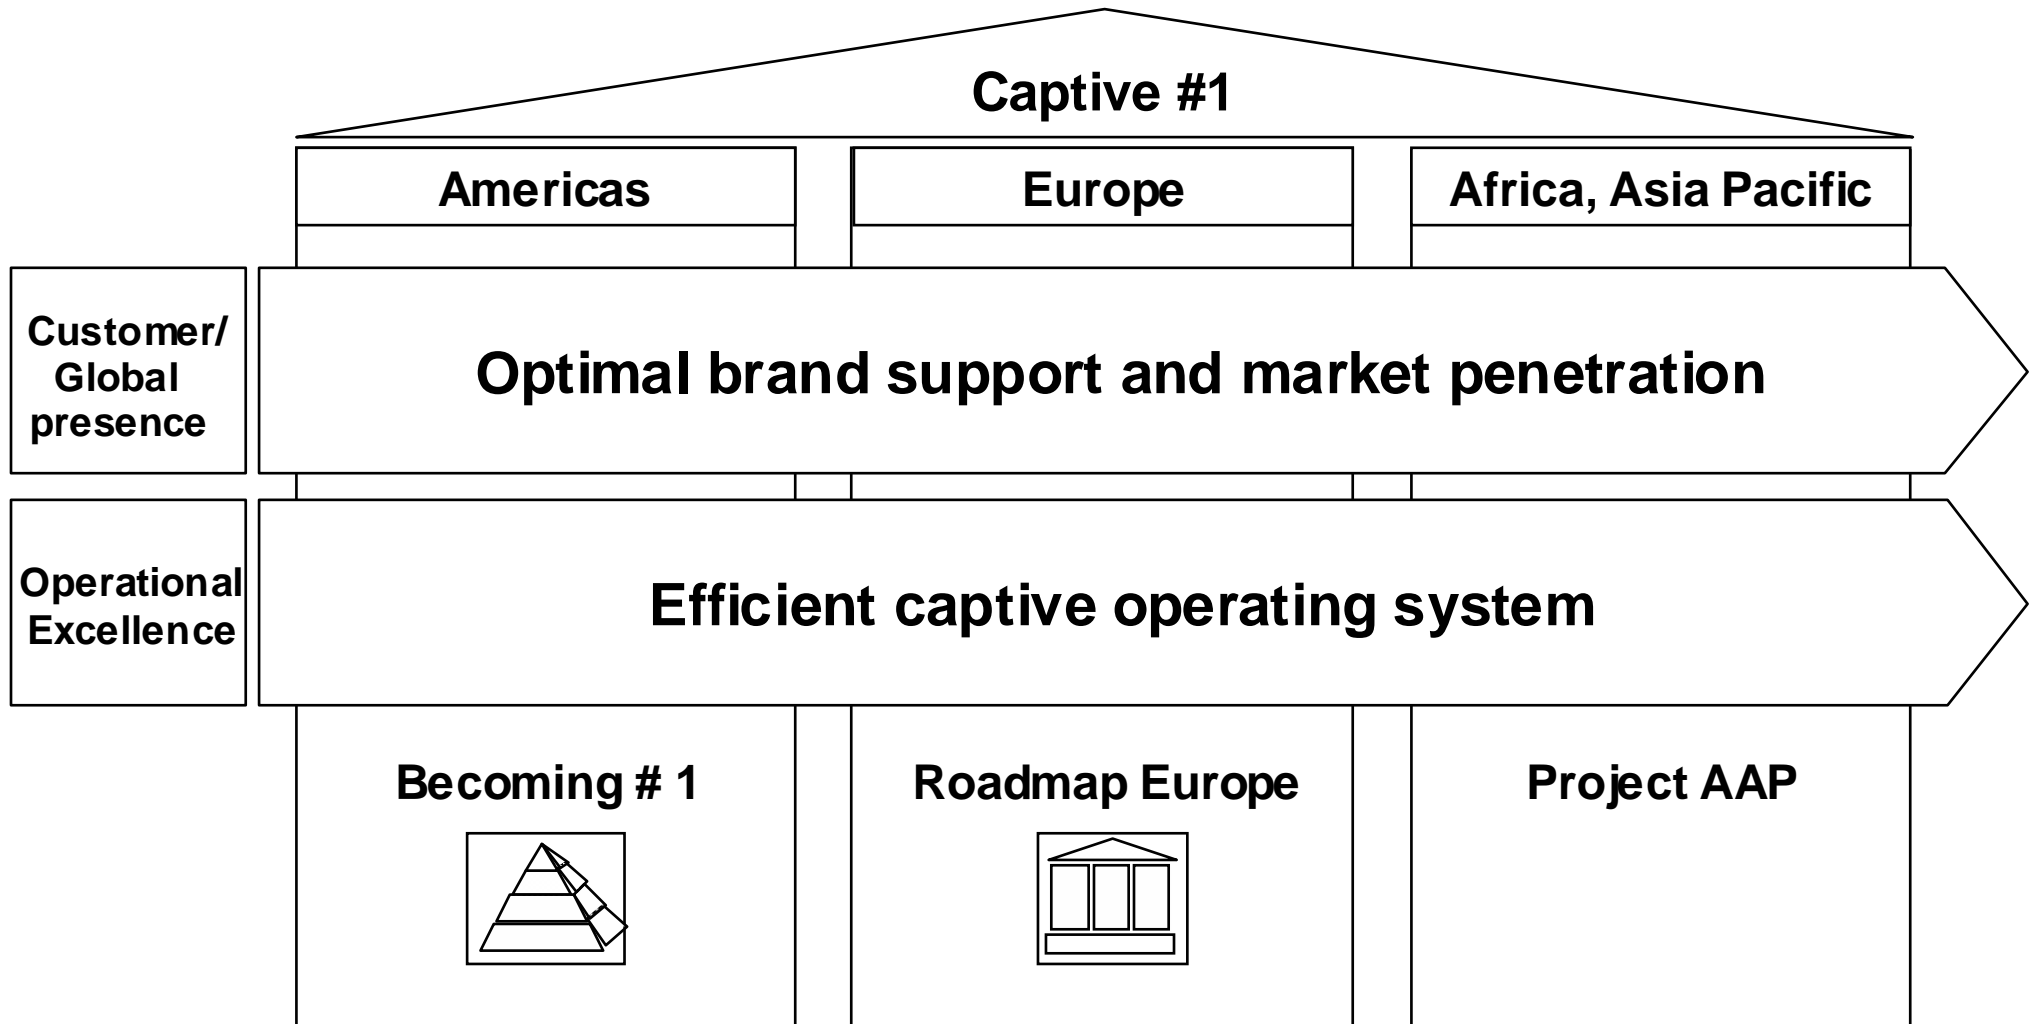 Captive #1
Americas
Europe
Africa, Asia Pacific
Customer/
Global
presence
Optimal brand support and market penetration
Operational
Excellence
Efficient captive operating system
Becoming # 1
Roadmap Europe
Project AAP